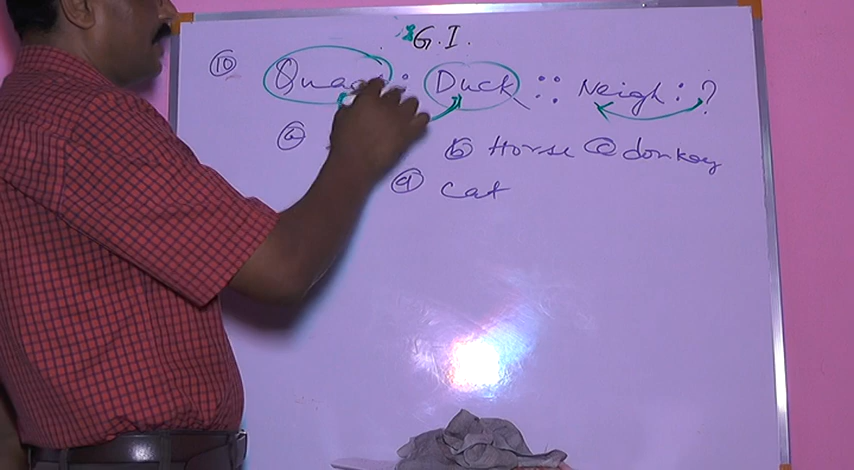 G.I.
⑩ Quack : Duck :: Neigh : ?
ⓐ ⓑ Horse ⓒ donkey
ⓓ cat